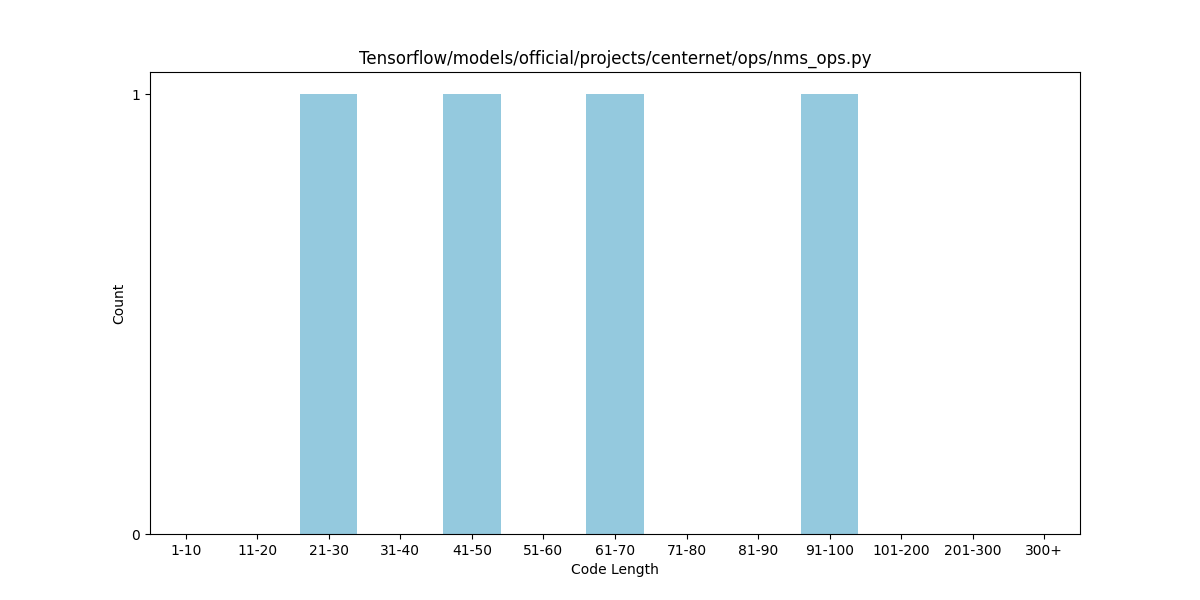 Tensorflow/models/official/projects/centernet/ops/nms_ops.py
1
Count
0
1-10 11-20 21-30 31-40 41-50 51-60 61-70 71-80 81-90 91-100 101-200 201-300 300+
Code Length